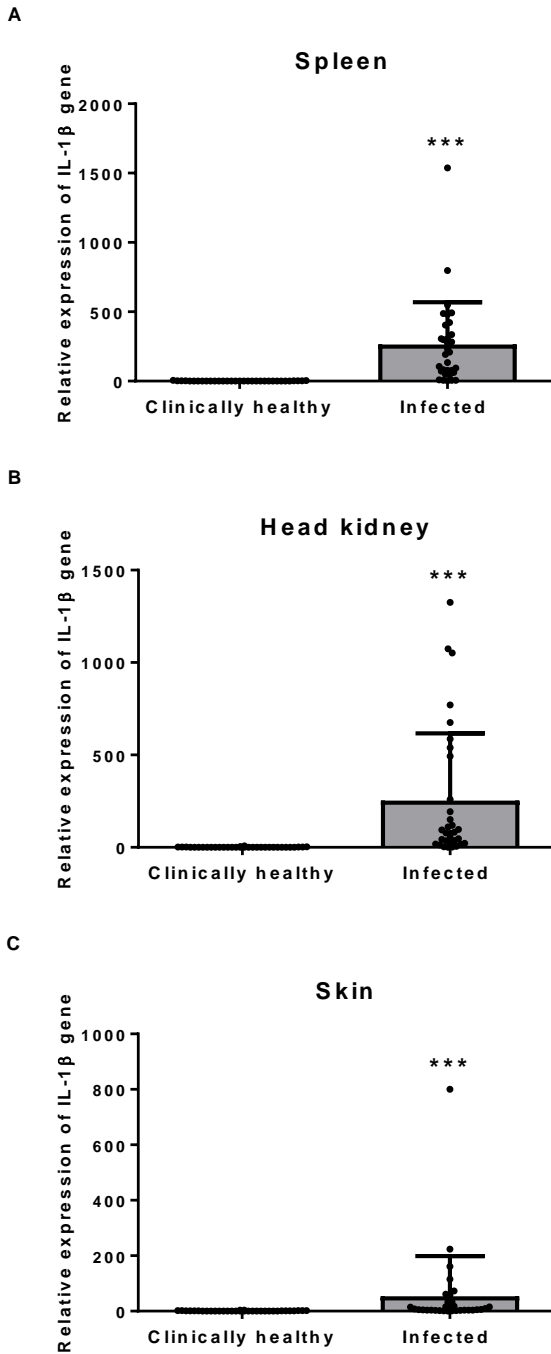 A
Spleen
Relative expression of IL-1β gene
2000
1500
1000
500
0
***
Clinically healthy
Infected
B
Head kidney
Relative expression of IL-1β gene
1500
1000
500
0
***
Clinically healthy
Infected
C
Skin
Relative expression of IL-1β gene
1000
800
600
400
200
0
***
Clinically healthy
Infected